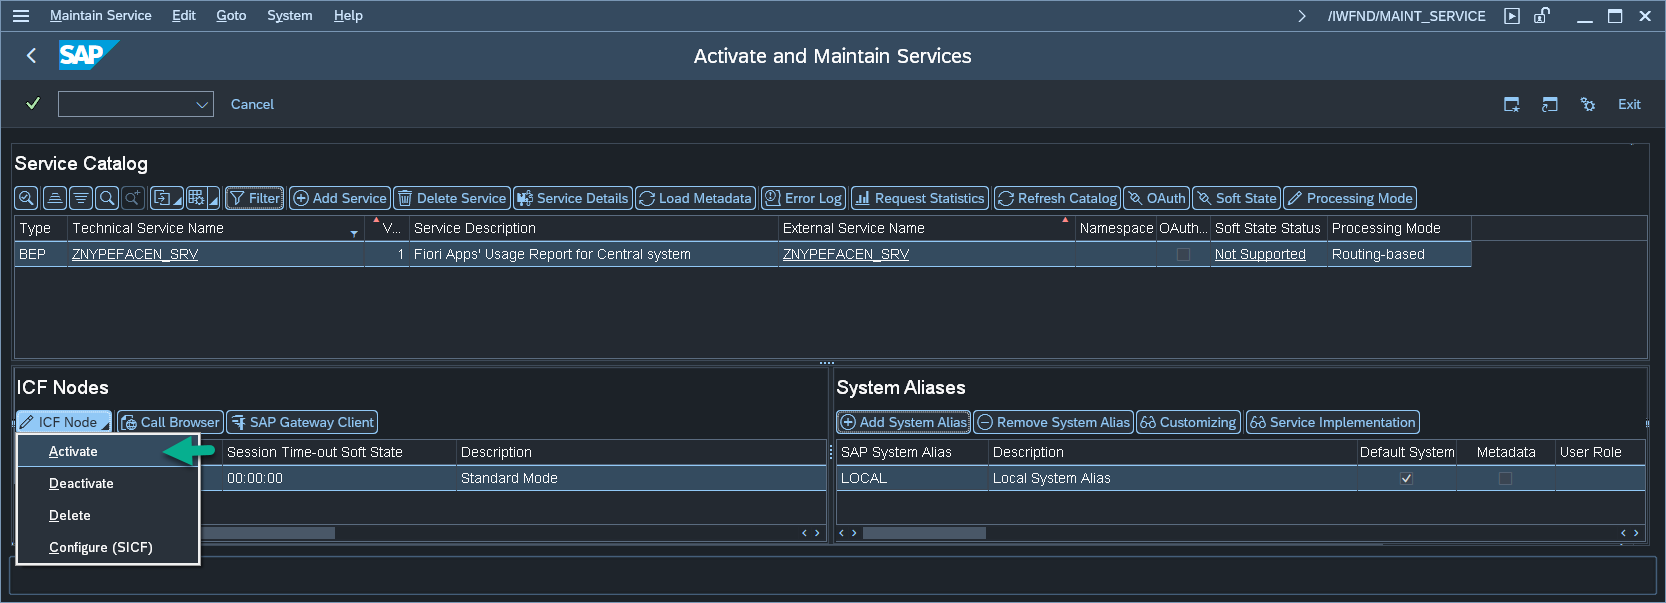 Maintain Service Edit Goto System Help /IWFND/MAINT_SERVICE
SAP Activate and Maintain Services
Cancel Exit
Service Catalog
Filter Add Service Delete Service Service Details Load Metadata Error Log Request Statistics Refresh Catalog OAuth Soft State Processing Mode
Type Technical Service Name V... Service Description External Service Name Namespace OAuth... Soft State Status Processing Mode
BEP ZNYPEFACEN_SRV 1 Fiori Apps' Usage Report for Central system ZNYPEFACEN_SRV Not Supported Routing-based
ICF Nodes
ICF Node Call Browser SAP Gateway Client
Activate
Deactivate
Delete
Configure (SICF)
Session Time-out Soft State Description
00:00:00 Standard Mode
System Aliases
Add System Alias Remove System Alias Customizing Service Implementation
SAP System Alias Description Default System Metadata User Role
LOCAL Local System Alias